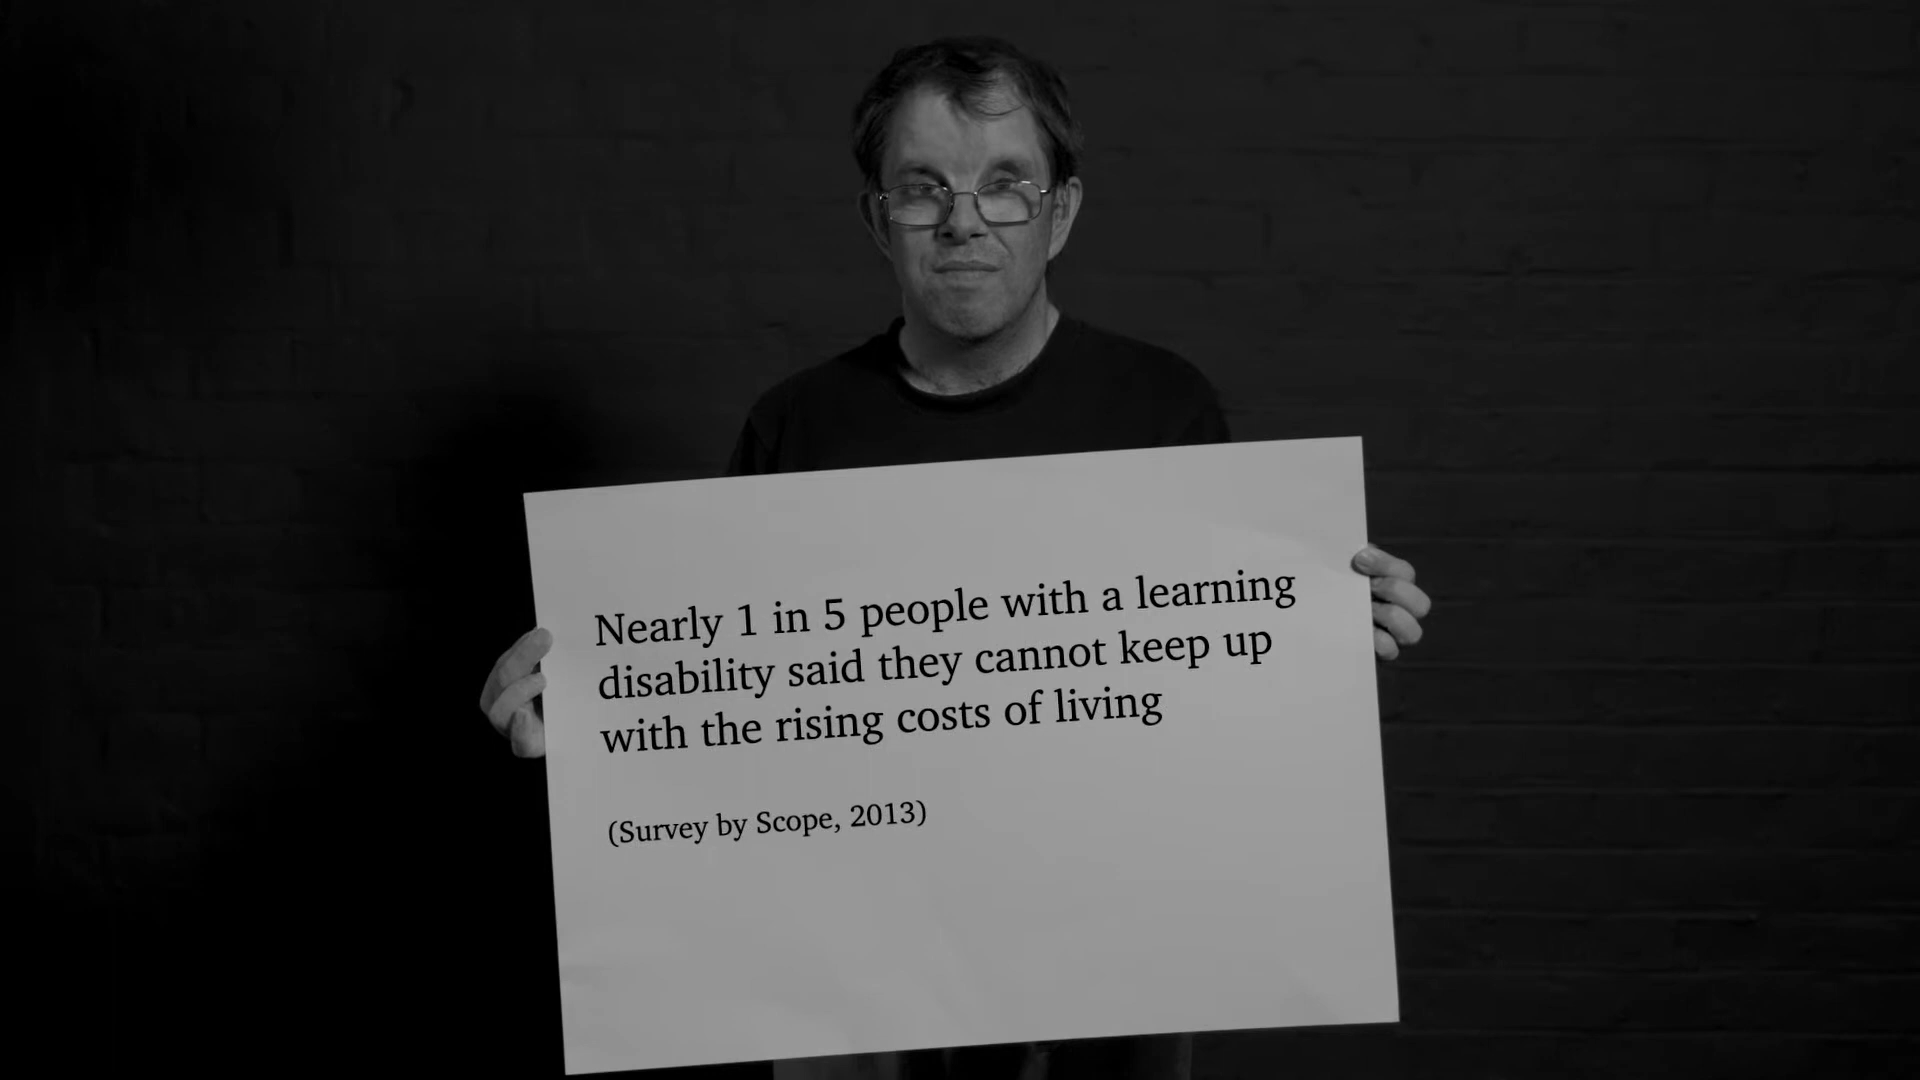 Nearly 1 in 5 people with a learning
disability said they cannot keep up
with the rising costs of living
(Survey by Scope, 2013)